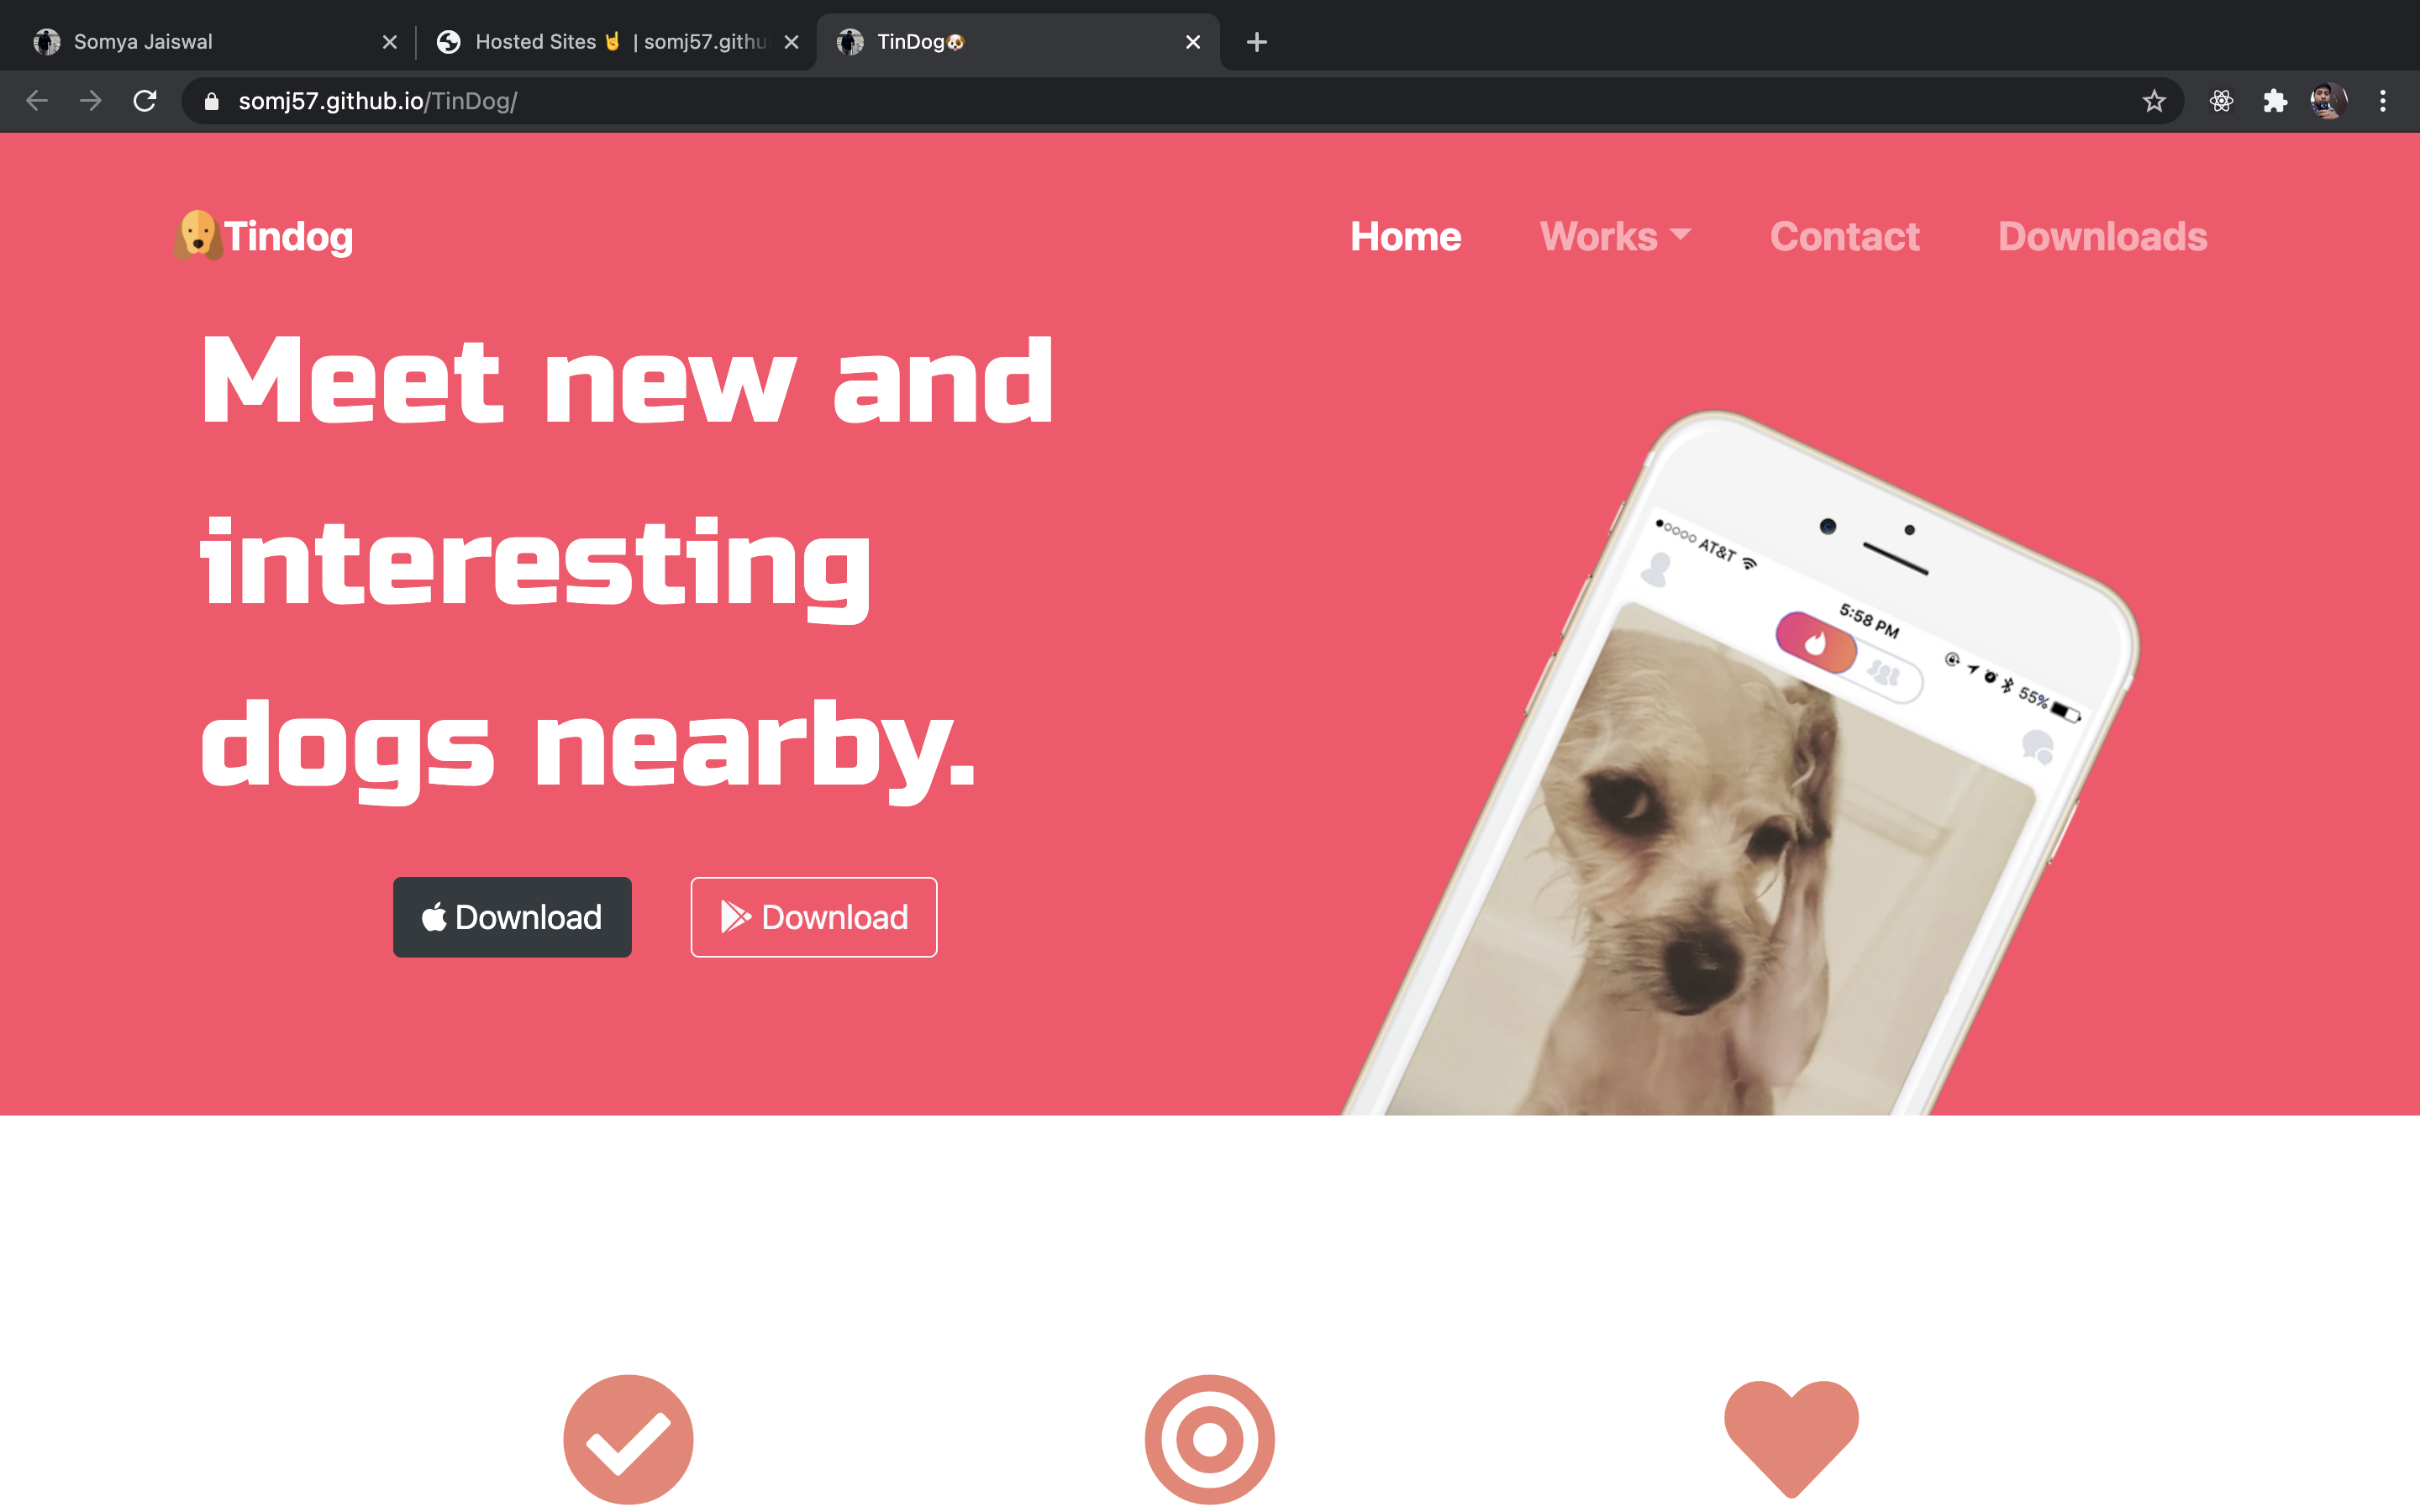 Somya Jaiswal
Hosted Sites 🤘 | somj57.githu
TinDog🐶
somj57.github.io/TinDog/
Tindog
Home
Works
Contact
Downloads
Meet new and
interesting
dogs nearby.
Download
Download
AT&T
5:58 PM
55%